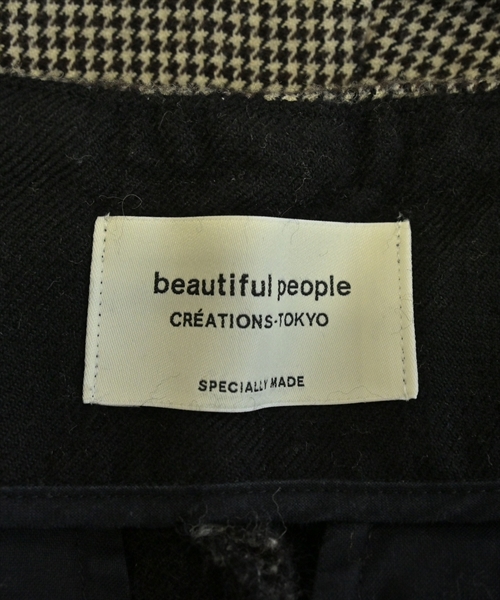 beautiful people
CRÉATIONS-TOKYO
SPECIALLY MADE